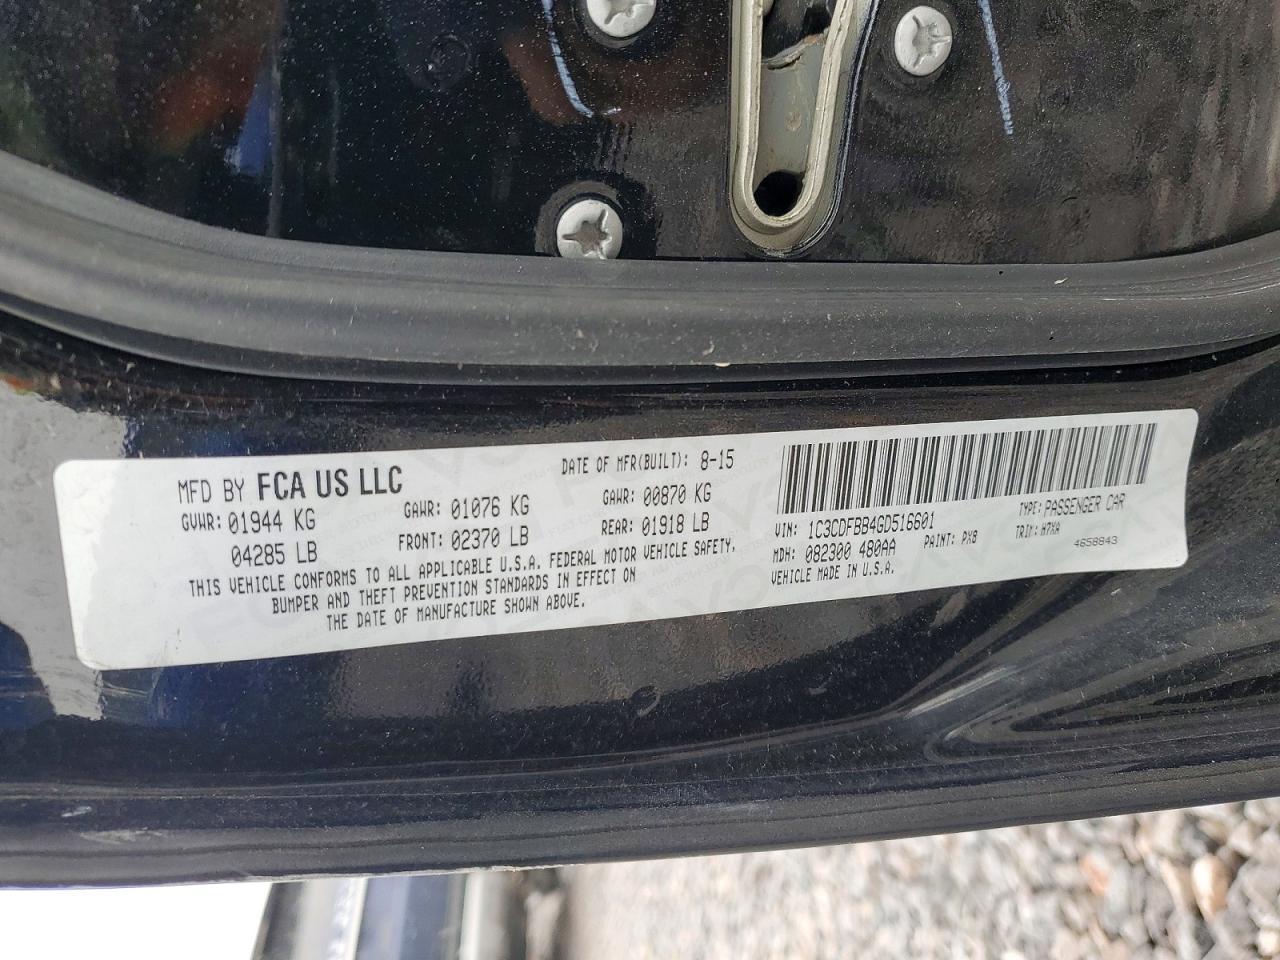 MFD BY FCA US LLC
DATE OF MFR(BUILT): 8-15
GVWR: 01944 KG
GAWR: 01076 KG
GAWR: 00870 KG
04285 LB
FRONT: 02370 LB
REAR: 01918 LB
THIS VEHICLE CONFORMS TO ALL APPLICABLE U.S.A. FEDERAL MOTOR VEHICLE SAFETY,
BUMPER AND THEFT PREVENTION STANDARDS IN EFFECT ON
THE DATE OF MANUFACTURE SHOWN ABOVE.
VIN: 1C3CDFBB4GD516601
TYPE: PASSENGER CAR
MDH: 082300 480AA
PAINT: PX8
TRIM: H7XA
VEHICLE MADE IN U.S.A.
4658843